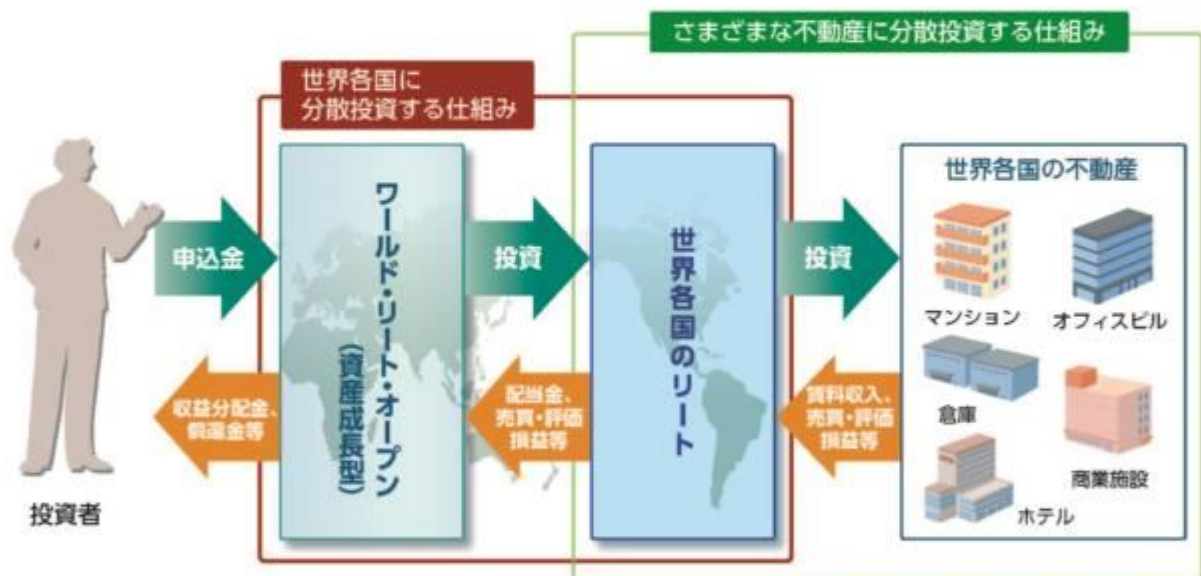 さまざまな不動産に分散投資する仕組み
世界各国に
分散投資する仕組み
申込金
ワールド・リート・オープン
(資産成長型)
投資
世界各国のリート
投資
世界各国の不動産
マンション
オフィスビル
倉庫
商業施設
ホテル
収益分配金、
償還金等
配当金、
売買・評価
損益等
賃料収入、
売買・評価
損益等
投資者